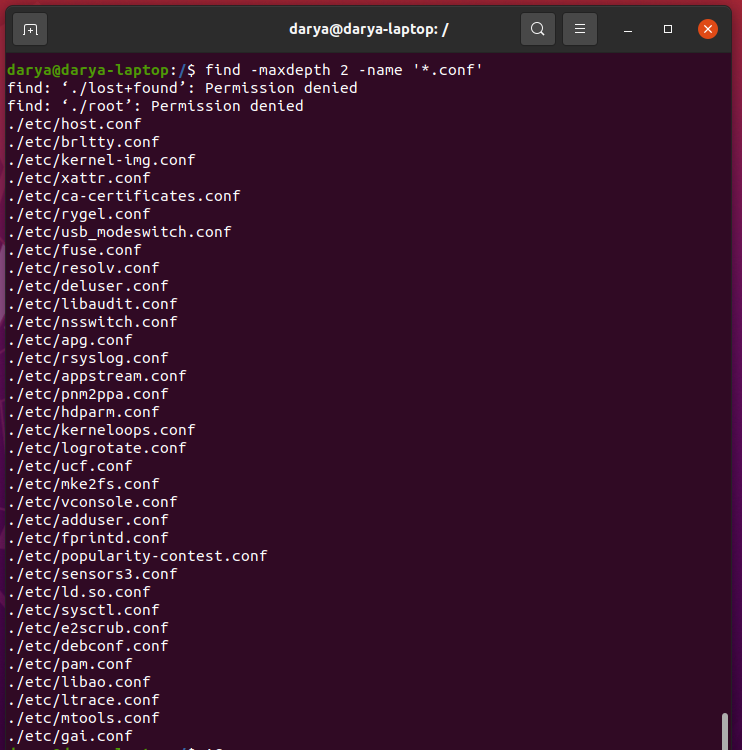 darya@darya-laptop: /
darya@darya-laptop:/$ find -maxdepth 2 -name '*.conf'
find: ‘./lost+found’: Permission denied
find: ‘./root’: Permission denied
./etc/host.conf
./etc/brltty.conf
./etc/kernel-img.conf
./etc/xattr.conf
./etc/ca-certificates.conf
./etc/rygel.conf
./etc/usb_modeswitch.conf
./etc/fuse.conf
./etc/resolv.conf
./etc/deluser.conf
./etc/libaudit.conf
./etc/nsswitch.conf
./etc/apg.conf
./etc/rsyslog.conf
./etc/appstream.conf
./etc/pnm2ppa.conf
./etc/hdparm.conf
./etc/kerneloops.conf
./etc/logrotate.conf
./etc/ucf.conf
./etc/mke2fs.conf
./etc/vconsole.conf
./etc/adduser.conf
./etc/fprintd.conf
./etc/popularity-contest.conf
./etc/sensors3.conf
./etc/ld.so.conf
./etc/sysctl.conf
./etc/e2scrub.conf
./etc/debconf.conf
./etc/pam.conf
./etc/libao.conf
./etc/ltrace.conf
./etc/mtools.conf
./etc/gai.conf